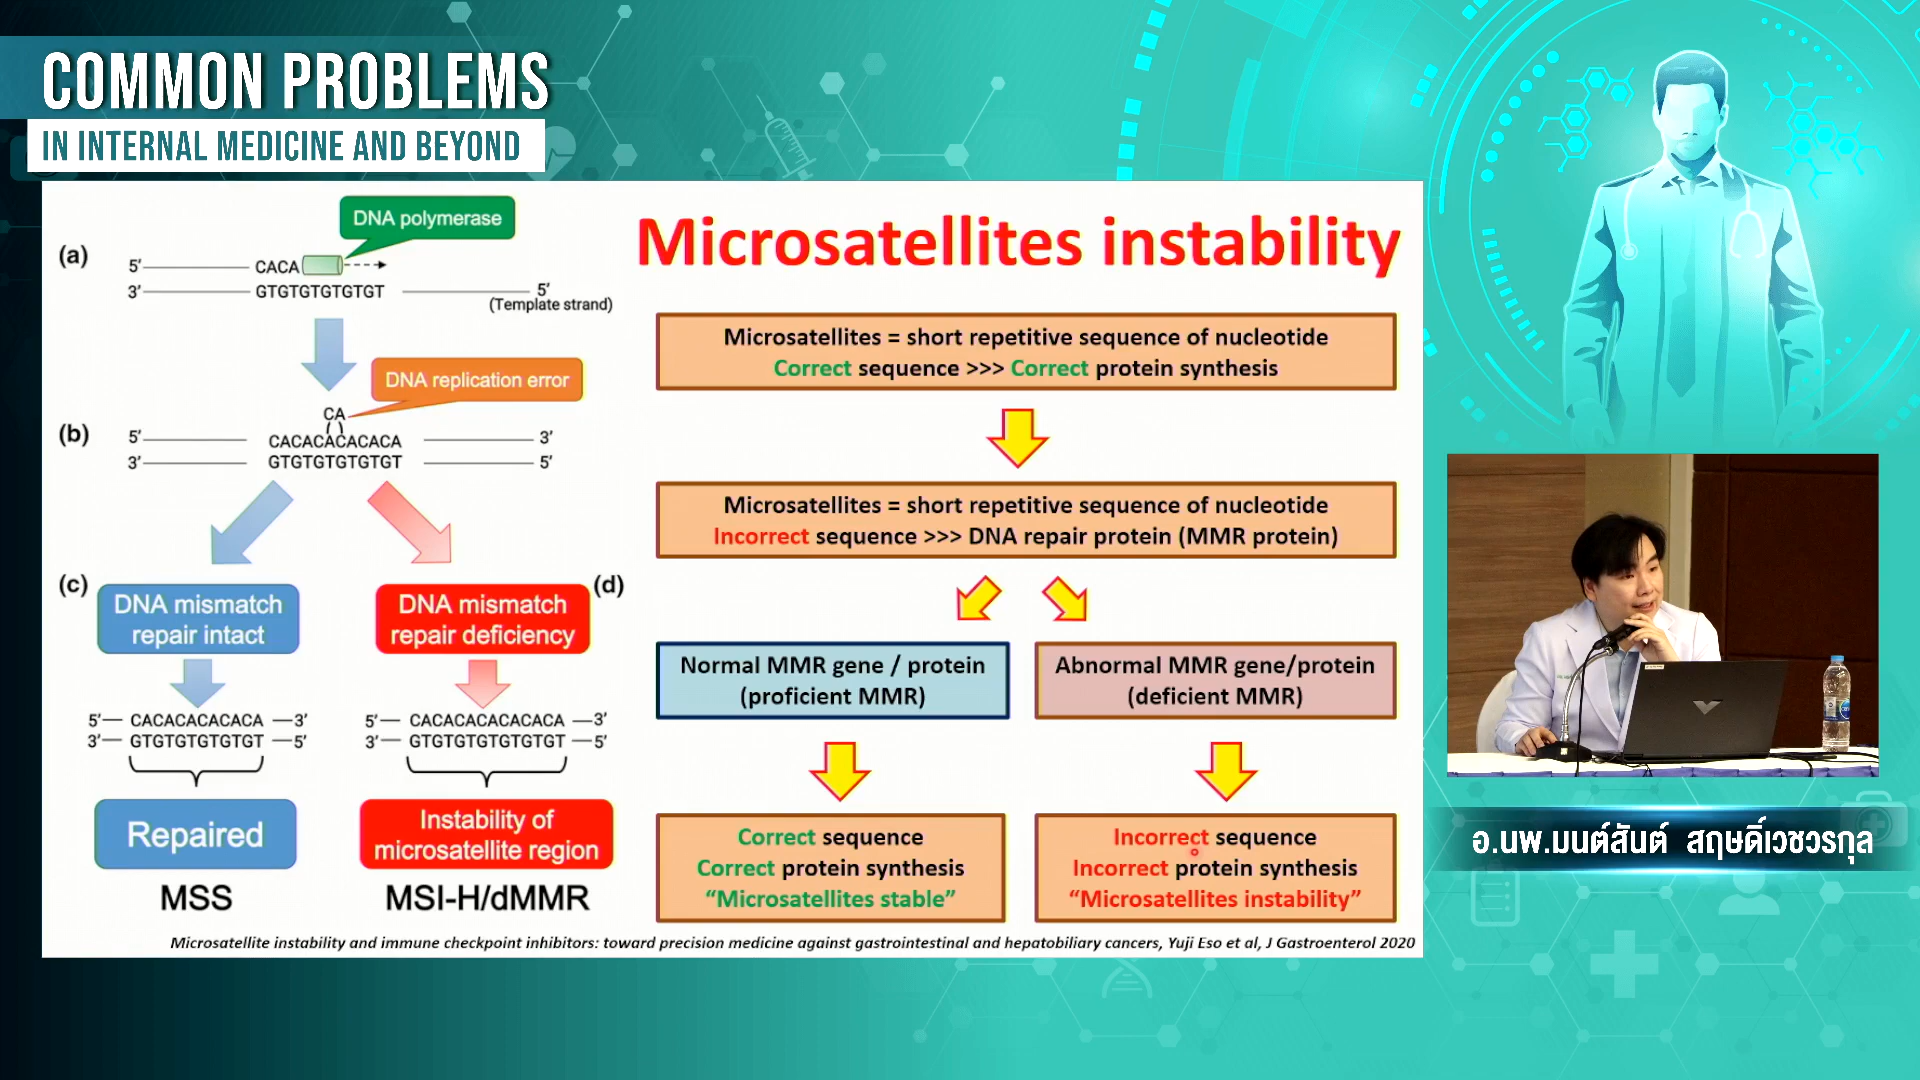 COMMON PROBLEMS
IN INTERNAL MEDICINE AND BEYOND
DNA polymerase
(a)
5' CACA
3' GTGTGTGTGTGT 5'
(Template strand)
DNA replication error
CA
(b)
5' CACACACACACA 3'
3' GTGTGTGTGTGT 5'
(c)
DNA mismatch
repair intact
DNA mismatch
repair deficiency
(d)
5' CACACACACACA 3'
3' GTGTGTGTGTGT 5'
5' CACACACACACACA 3'
3' GTGTGTGTGTGTGT 5'
Repaired
Instability of
microsatellite region
MSS
MSI-H/dMMR
Microsatellites instability
Microsatellites = short repetitive sequence of nucleotide
Correct sequence >>> Correct protein synthesis
Microsatellites = short repetitive sequence of nucleotide
Incorrect sequence >>> DNA repair protein (MMR protein)
Normal MMR gene / protein
(proficient MMR)
Abnormal MMR gene/protein
(deficient MMR)
Correct sequence
Correct protein synthesis
“Microsatellites stable”
Incorrect sequence
Incorrect protein synthesis
“Microsatellites instability”
Microsatellite instability and immune checkpoint inhibitors: toward precision medicine against gastrointestinal and hepatobiliary cancers, Yuji Eso et al, J Gastroenterol 2020
อ.นพ.มนต์สันต์ สฤษดิ์เวชวรกุล